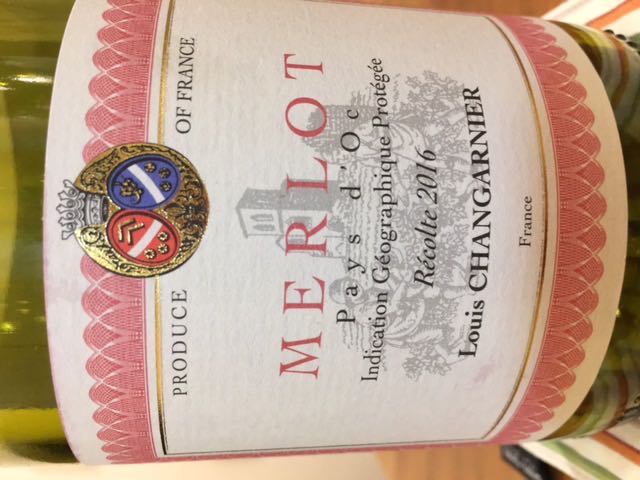 PRODUCE OF FRANCE
MERLOT
Pays d'Oc
Indication Géographique Protégée
Récolte 2016
Louis CHANGARNIER
France